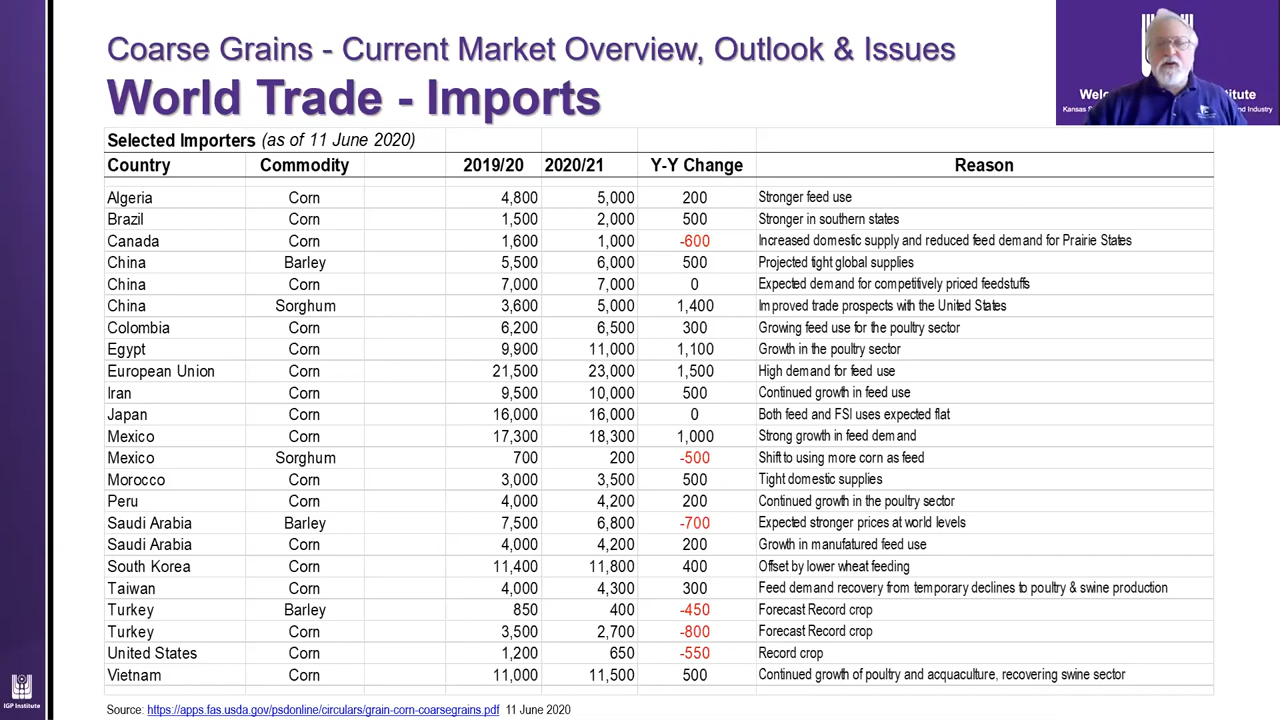 Coarse Grains - Current Market Overview, Outlook & Issues
World Trade - Imports
Selected Importers (as of 11 June 2020)
Country Commodity 2019/20 2020/21 Y-Y Change Reason
Algeria Corn 4,800 5,000 200 Stronger feed use
Brazil Corn 1,500 2,000 500 Stronger in southern states
Canada Corn 1,600 1,000 -600 Increased domestic supply and reduced feed demand for Prairie States
China Barley 5,500 6,000 500 Projected tight global supplies
China Corn 7,000 7,000 0 Expected demand for competitively priced feedstuffs
China Sorghum 3,600 5,000 1,400 Improved trade prospects with the United States
Colombia Corn 6,200 6,500 300 Growing feed use for the poultry sector
Egypt Corn 9,900 11,000 1,100 Growth in the poultry sector
European Union Corn 21,500 23,000 1,500 High demand for feed use
Iran Corn 9,500 10,000 500 Continued growth in feed use
Japan Corn 16,000 16,000 0 Both feed and FSI uses expected flat
Mexico Corn 17,300 18,300 1,000 Strong growth in feed demand
Mexico Sorghum 700 200 -500 Shift to using more corn as feed
Morocco Corn 3,000 3,500 500 Tight domestic supplies
Peru Corn 4,000 4,200 200 Continued growth in the poultry sector
Saudi Arabia Barley 7,500 6,800 -700 Expected stronger prices at world levels
Saudi Arabia Corn 4,000 4,200 200 Growth in manufatured feed use
South Korea Corn 11,400 11,800 400 Offset by lower wheat feeding
Taiwan Corn 4,000 4,300 300 Feed demand recovery from temporary declines to poultry & swine production
Turkey Barley 850 400 -450 Forecast Record crop
Turkey Corn 3,500 2,700 -800 Forecast Record crop
United States Corn 1,200 650 -550 Record crop
Vietnam Corn 11,000 11,500 500 Continued growth of poultry and acquaculture, recovering swine sector
Source: https://apps.fas.usda.gov/psdonline/circulars/grain-corn-coarsegrains.pdf 11 June 2020
IGP Institute
Welc itute
Kansas S nd Industry